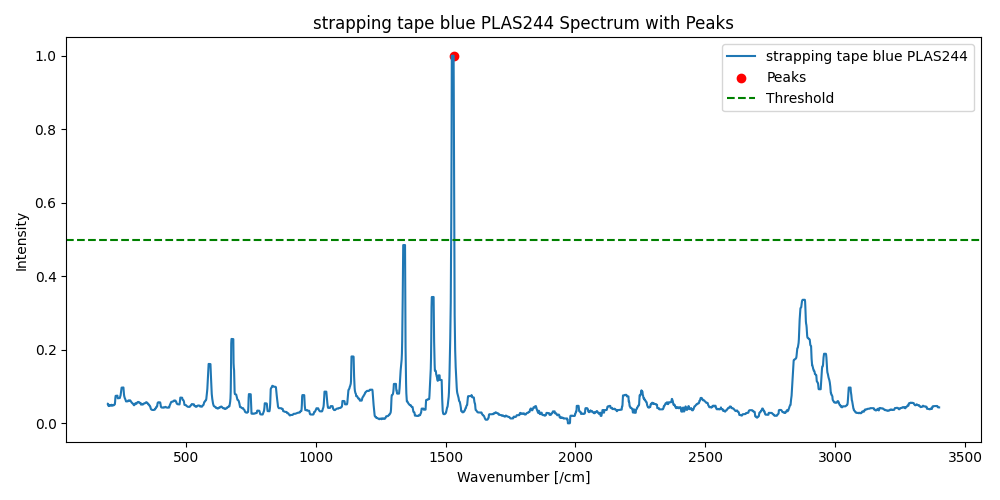 strapping tape blue PLAS244 Spectrum with Peaks
strapping tape blue PLAS244
Peaks
Threshold
1.0
0.8
0.6
0.4
0.2
0.0
Intensity
500 1000 1500 2000 2500 3000 3500
Wavenumber [/cm]